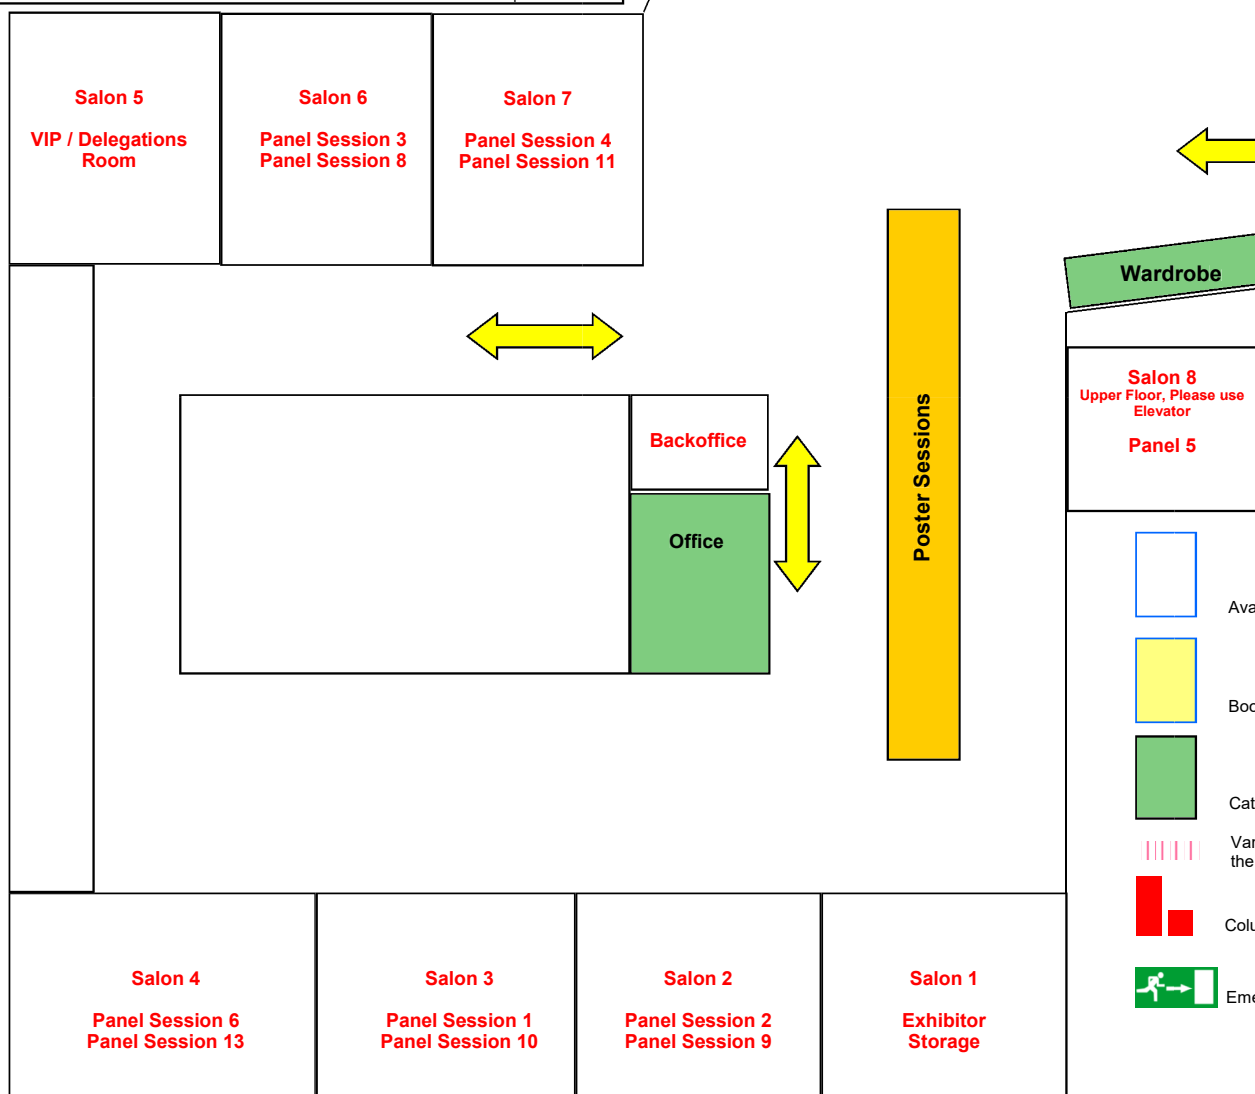 Salon 5
VIP / Delegations
Room
Salon 6
Panel Session 3
Panel Session 8
Salon 7
Panel Session 4
Panel Session 11
Wardrobe
Salon 8
Upper Floor, Please use
Elevator
Panel 5
Backoffice
Office
Poster Sessions
Salon 4
Panel Session 6
Panel Session 13
Salon 3
Panel Session 1
Panel Session 10
Salon 2
Panel Session 2
Panel Session 9
Salon 1
Exhibitor
Storage
the